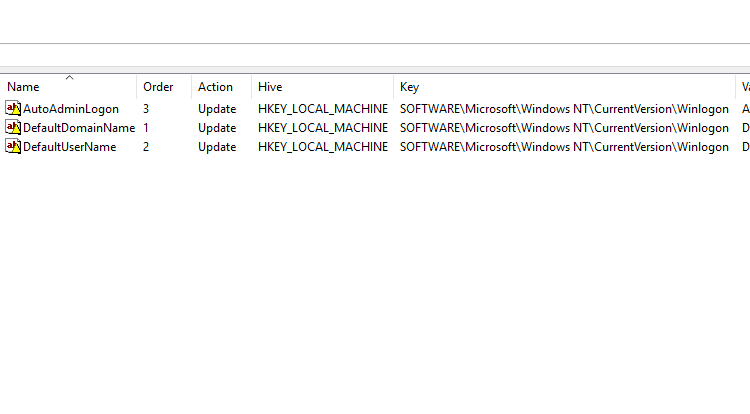 Name Order Action Hive Key Va
AutoAdminLogon 3 Update HKEY_LOCAL_MACHINE SOFTWARE\Microsoft\Windows NT\CurrentVersion\Winlogon A
DefaultDomainName 1 Update HKEY_LOCAL_MACHINE SOFTWARE\Microsoft\Windows NT\CurrentVersion\Winlogon D
DefaultUserName 2 Update HKEY_LOCAL_MACHINE SOFTWARE\Microsoft\Windows NT\CurrentVersion\Winlogon D